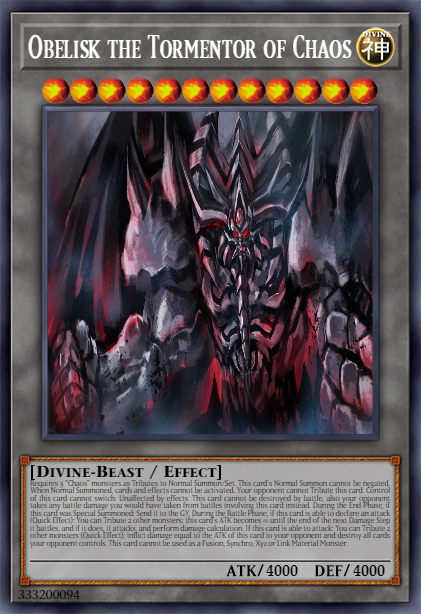 OBELISK THE TORMENTOR OF CHAOS
DIVINE
神
[DIVINE-BEAST / EFFECT]
Requires 3 "Chaos" monsters as Tributes to Normal Summon/Set. This card's Normal Summon cannot be negated.
When Normal Summoned, cards and effects cannot be activated. Your opponent cannot Tribute this card. Control
of this card cannot switch. Unaffected by effects. This card cannot be destroyed by battle, also your opponent
takes any battle damage you would have taken from battles involving this card instead. During the End Phase, if
this card was Special Summoned: Send it to the GY. During the Battle Phase, if this card is able to declare an attack
(Quick Effect): You can Tribute 2 other monsters; this card's ATK becomes ∞ until the end of the next Damage Step
it battles, and if it does, it attacks, and perform damage calculation. If this card is able to attack: You can Tribute 2
other monsters (Quick Effect); inflict damage equal to the ATK of this card to your opponent and destroy all cards
your opponent controls. This card cannot be used as a Fusion, Synchro, Xyz or Link Material Monster.
ATK/4000 DEF/4000
333200094